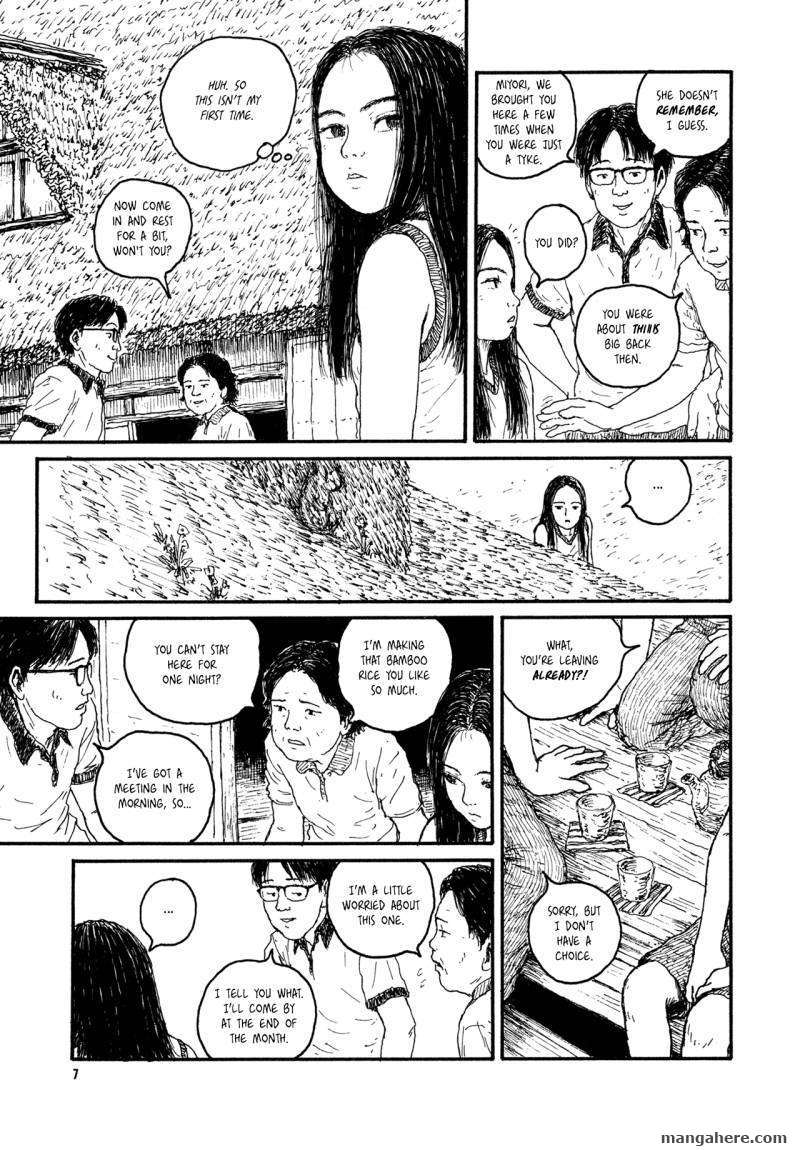 SHE DOESN'T
REMEMBER,
I GUESS.
MIYORI, WE
BROUGHT YOU
HERE A FEW
TIMES WHEN
YOU WERE JUST
A TYKE.
YOU DID?
YOU WERE
ABOUT THIS
BIG BACK
THEN.
HUH. SO
THIS ISN'T MY
FIRST TIME.
NOW COME
IN AND REST
FOR A BIT,
WON'T YOU?
...
WHAT,
YOU'RE LEAVING
ALREADY?!
SORRY, BUT
I DON'T
HAVE A
CHOICE.
I'M MAKING
THAT BAMBOO
RICE YOU LIKE
SO MUCH.
YOU CAN'T STAY
HERE FOR
ONE NIGHT?
I'VE GOT A
MEETING IN THE
MORNING, SO...
I'M A LITTLE
WORRIED ABOUT
THIS ONE.
I TELL YOU WHAT.
I'LL COME BY
AT THE END OF
THE MONTH.
...
7
mangahere.com